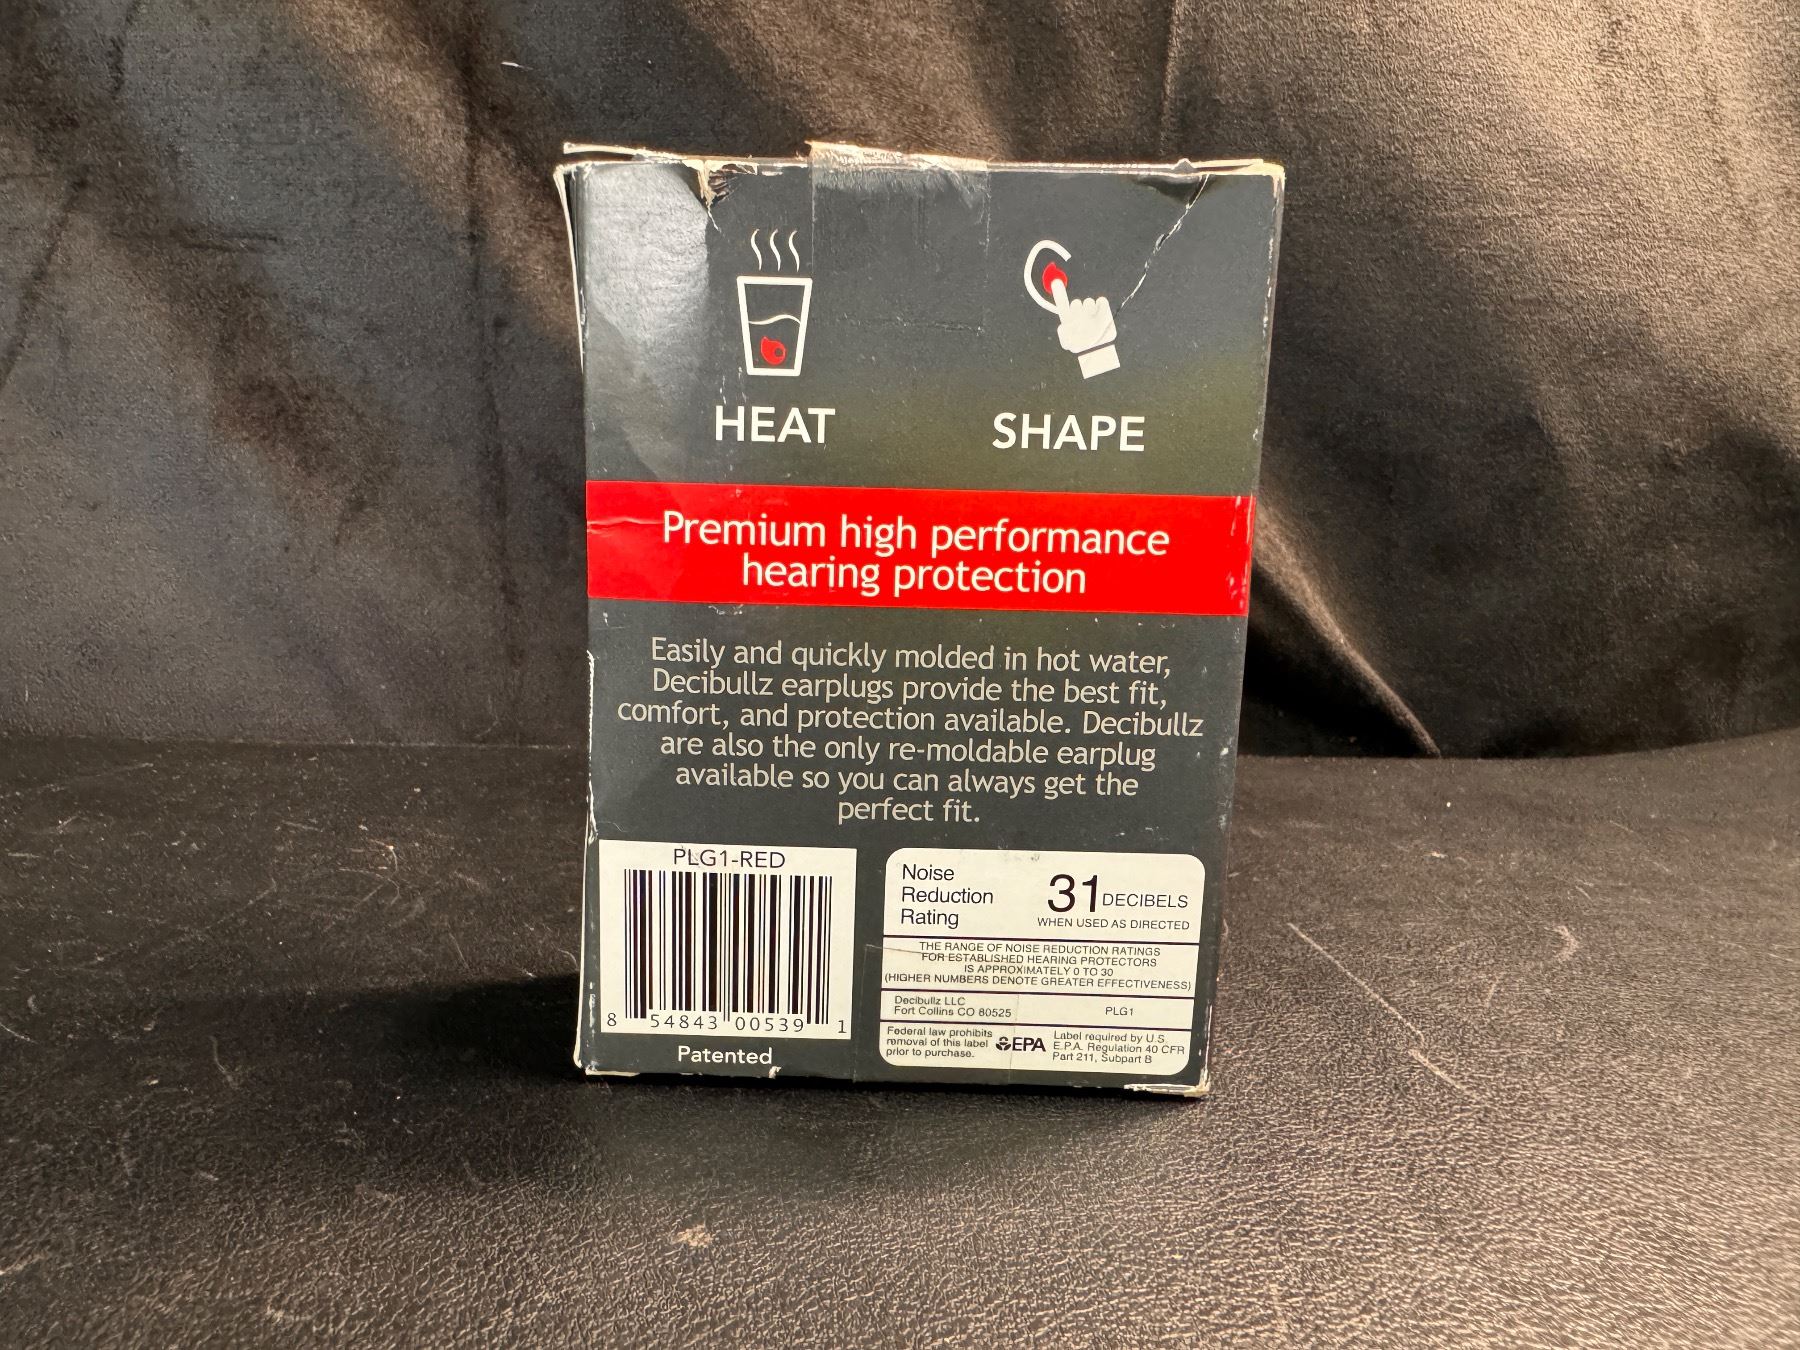 HEAT
SHAPE
Premium high performance
hearing protection
Easily and quickly molded in hot water,
Decibullz earplugs provide the best fit,
comfort, and protection available. Decibullz
are also the only re-moldable earplug
available so you can always get the
perfect fit.
PLG1-RED
8 54843 00539 1
Patented
Noise
Reduction
Rating
31 DECIBELS
WHEN USED AS DIRECTED
THE RANGE OF NOISE REDUCTION RATINGS
FOR ESTABLISHED HEARING PROTECTORS
IS APPROXIMATELY 0 TO 30
(HIGHER NUMBERS DENOTE GREATER EFFECTIVENESS)
Decibullz LLC
Fort Collins CO 80525
PLG1
Federal law prohibits
removal of this label
prior to purchase.
EPA
Label required by U.S.
E.P.A. Regulation 40 CFR
Part 211, Subpart B